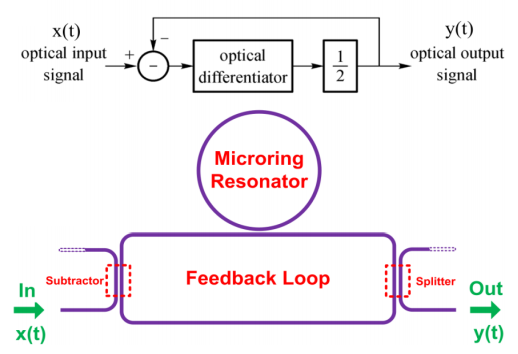 x(t)
optical input
signal
+
−
−
optical
differentiator
1
2
y(t)
optical output
signal
Microring
Resonator
Subtractor
Feedback Loop
Splitter
In
x(t)
Out
y(t)